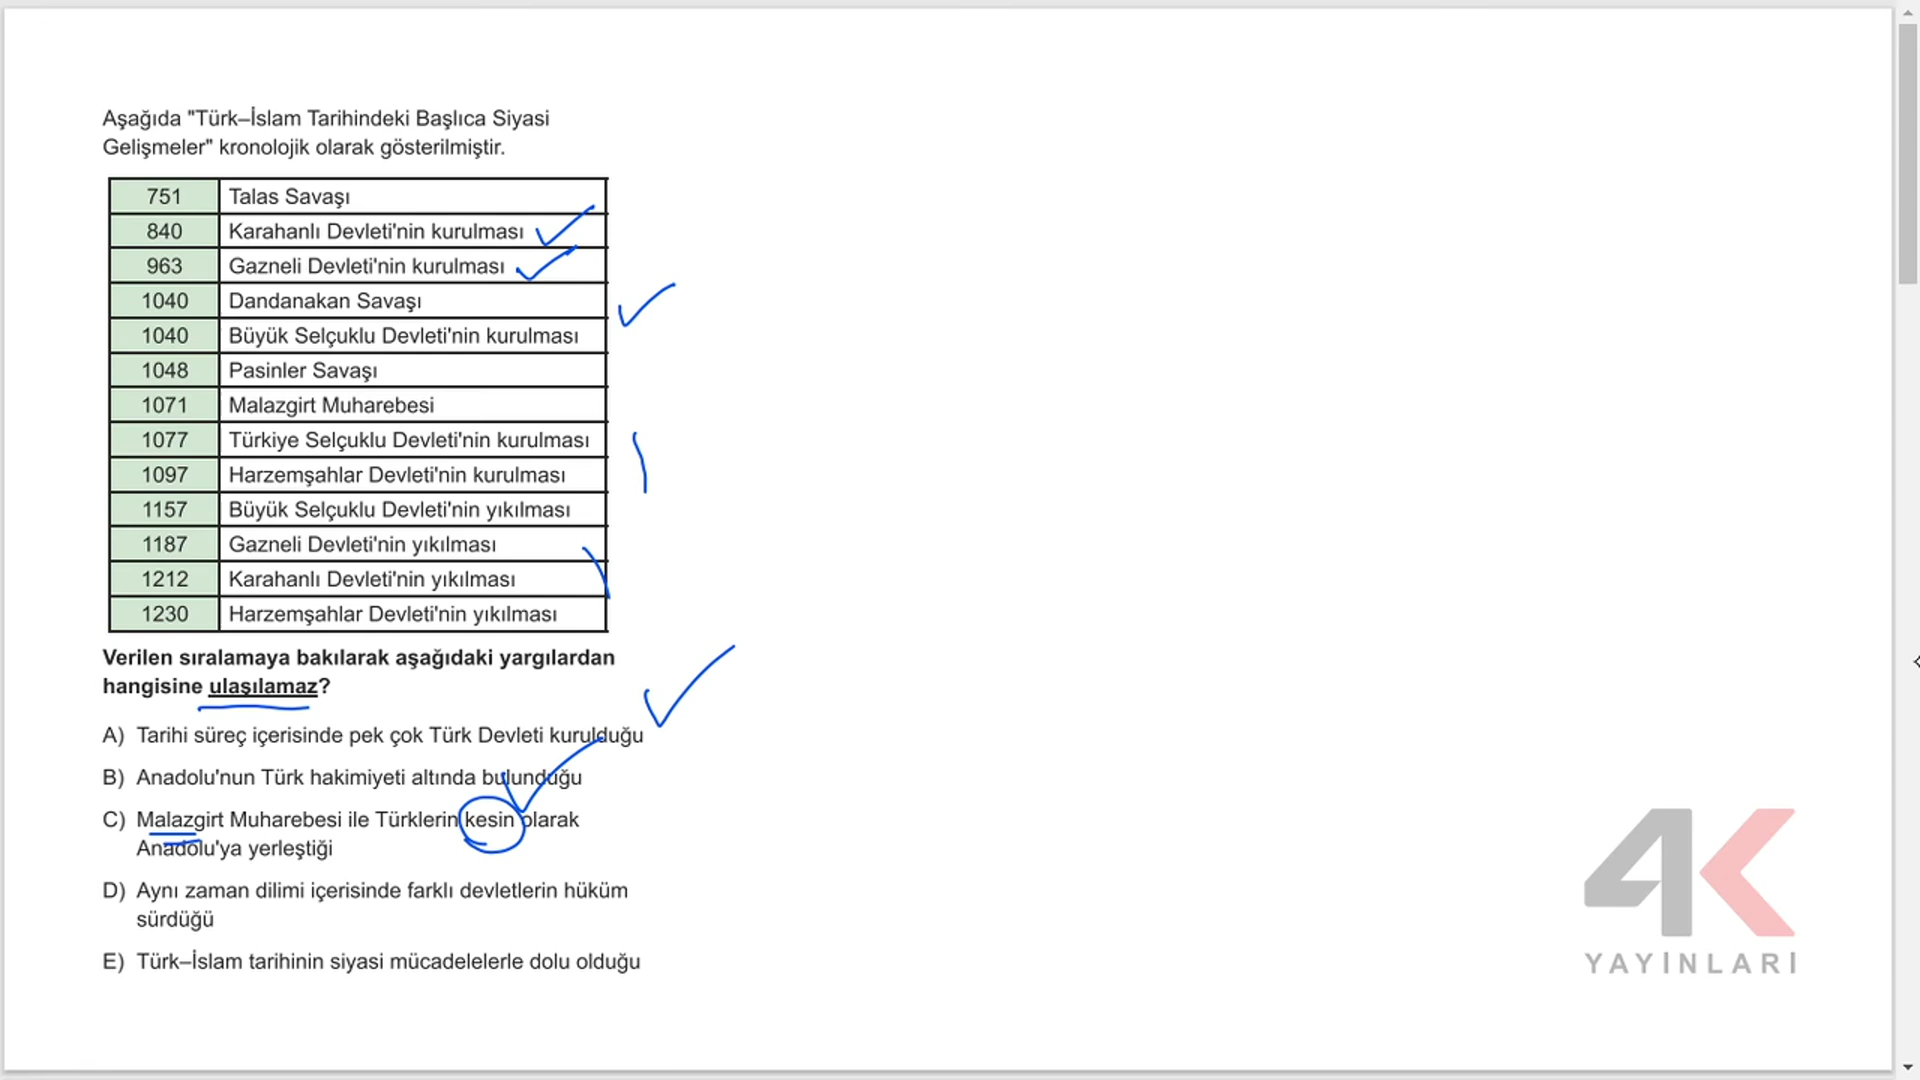 Aşağıda "Türk–İslam Tarihindeki Başlıca Siyasi
Gelişmeler" kronolojik olarak gösterilmiştir.
751 Talas Savaşı
840 Karahanlı Devleti'nin kurulması
963 Gazneli Devleti'nin kurulması
1040 Dandanakan Savaşı
1040 Büyük Selçuklu Devleti'nin kurulması
1048 Pasinler Savaşı
1071 Malazgirt Muharebesi
1077 Türkiye Selçuklu Devleti'nin kurulması
1097 Harzemşahlar Devleti'nin kurulması
1157 Büyük Selçuklu Devleti'nin yıkılması
1187 Gazneli Devleti'nin yıkılması
1212 Karahanlı Devleti'nin yıkılması
1230 Harzemşahlar Devleti'nin yıkılması
Verilen sıralamaya bakılarak aşağıdaki yargılardan
hangisine ulaşılamaz?
A) Tarihi süreç içerisinde pek çok Türk Devleti kurulduğu
B) Anadolu'nun Türk hakimiyeti altında bulunduğu
C) Malazgirt Muharebesi ile Türklerin kesin olarak
Anadolu'ya yerleştiği
D) Aynı zaman dilimi içerisinde farklı devletlerin hüküm
sürdüğü
E) Türk–İslam tarihinin siyasi mücadelelerle dolu olduğu
4K
YAYINLARI